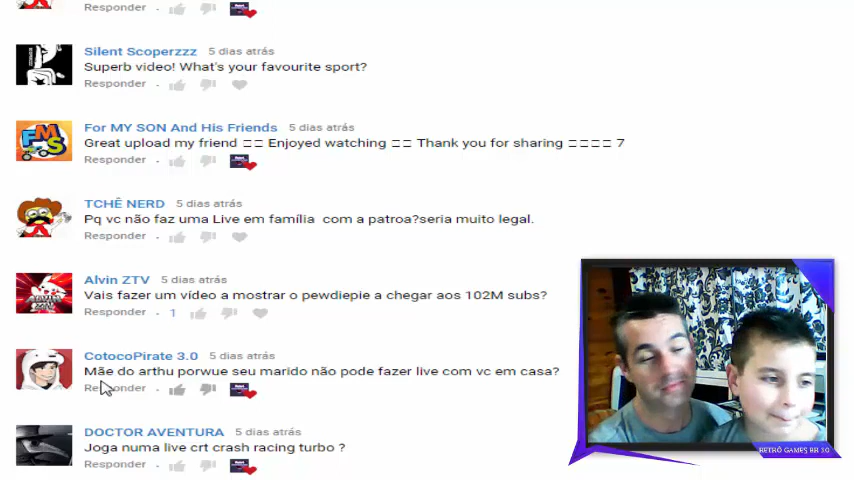 Responder
Silent Scoperzzz 5 dias atrás
Superb video! What's your favourite sport?
Responder
For MY SON And His Friends 5 dias atrás
Great upload my friend □□ Enjoyed watching □□ Thank you for sharing □□□□ 7
Responder
TCHÊ NERD 5 dias atrás
Pq vc não faz uma Live em família com a patroa?seria muito legal.
Responder
Alvin ZTV 5 dias atrás
Vais fazer um vídeo a mostrar o pewdiepie a chegar aos 102M subs?
Responder 1
CotocoPirate 3.0 5 dias atrás
Mãe do arthu porwue seu marido não pode fazer live com vc em casa?
Responder
DOCTOR AVENTURA 5 dias atrás
Joga numa live crt crash racing turbo ?
Responder
RETRÔ GAMES BR 3.0